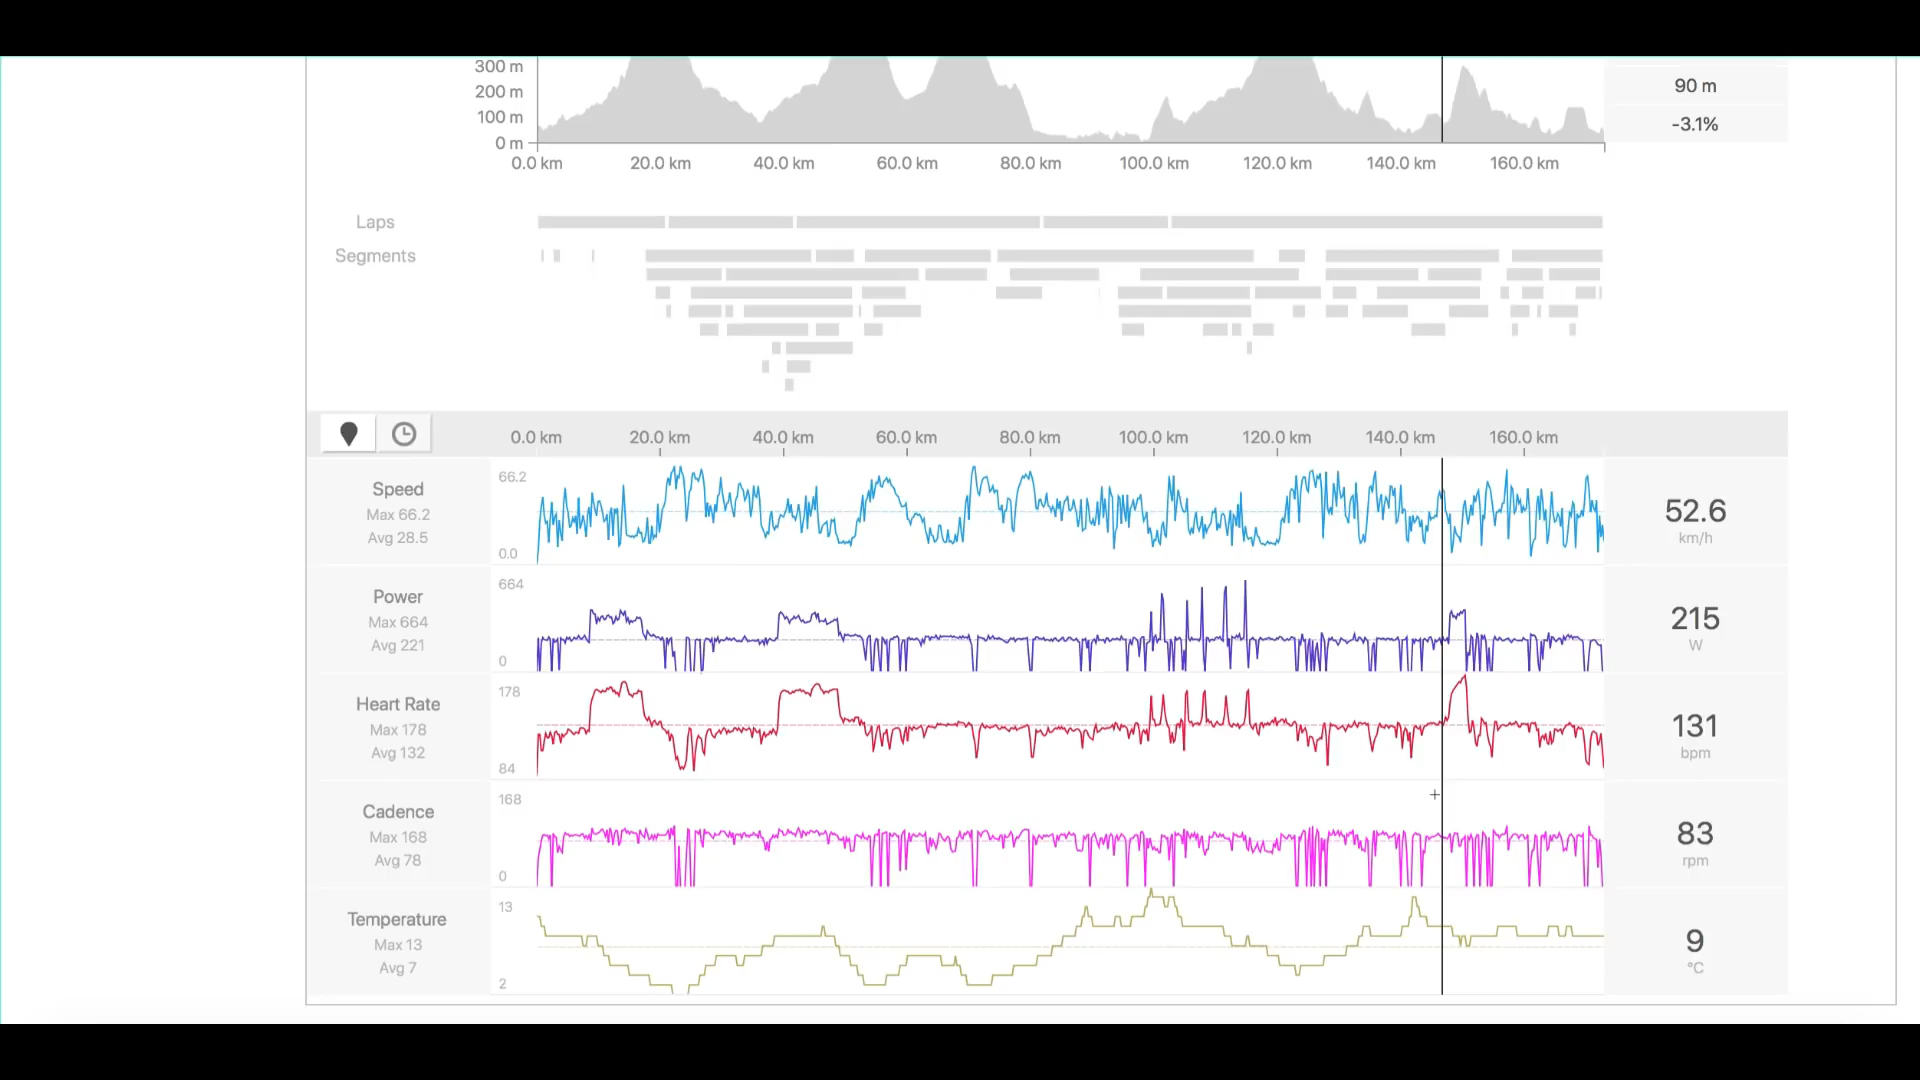 300 m
200 m
100 m
0 m
90 m
-3.1%
0.0 km 20.0 km 40.0 km 60.0 km 80.0 km 100.0 km 120.0 km 140.0 km 160.0 km
Laps
Segments
0.0 km 20.0 km 40.0 km 60.0 km 80.0 km 100.0 km 120.0 km 140.0 km 160.0 km
Speed
Max 66.2
Avg 28.5
66.2
0.0
52.6
km/h
Power
Max 664
Avg 221
664
0
215
W
Heart Rate
Max 178
Avg 132
178
84
131
bpm
Cadence
Max 168
Avg 78
168
0
83
rpm
Temperature
Max 13
Avg 7
13
2
9
°C